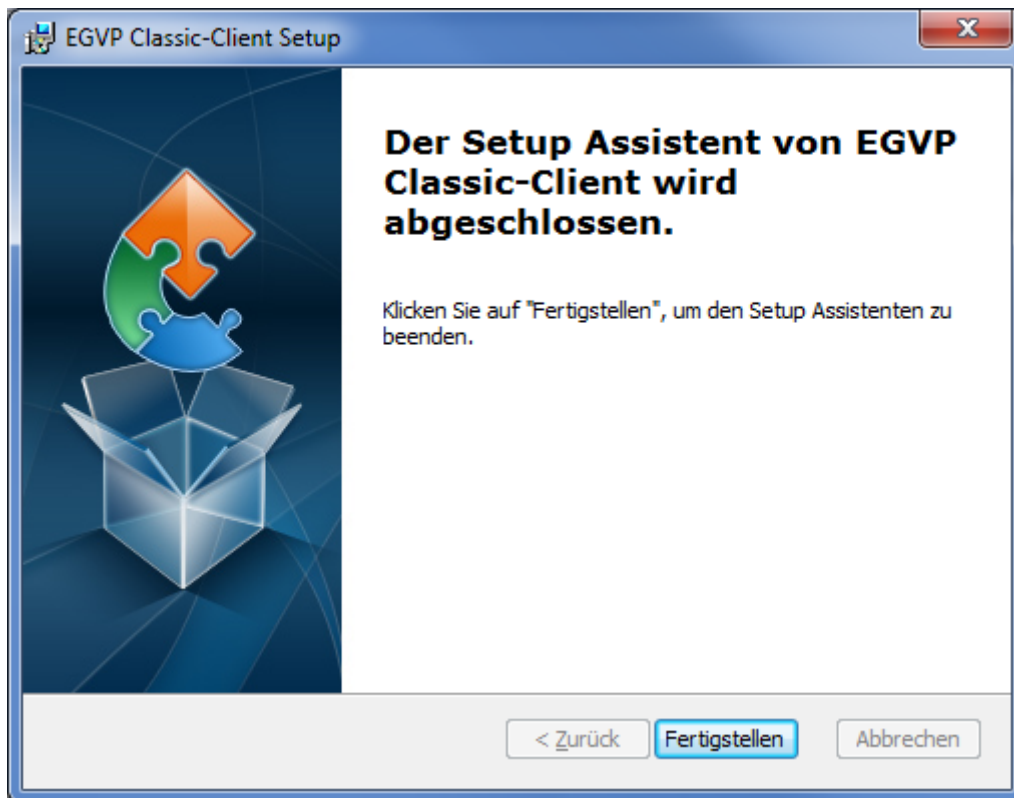 EGVP Classic-Client Setup
Der Setup Assistent von EGVP
Classic-Client wird
abgeschlossen.
Klicken Sie auf "Fertigstellen", um den Setup Assistenten zu
beenden.
< Zurück Fertigstellen Abbrechen